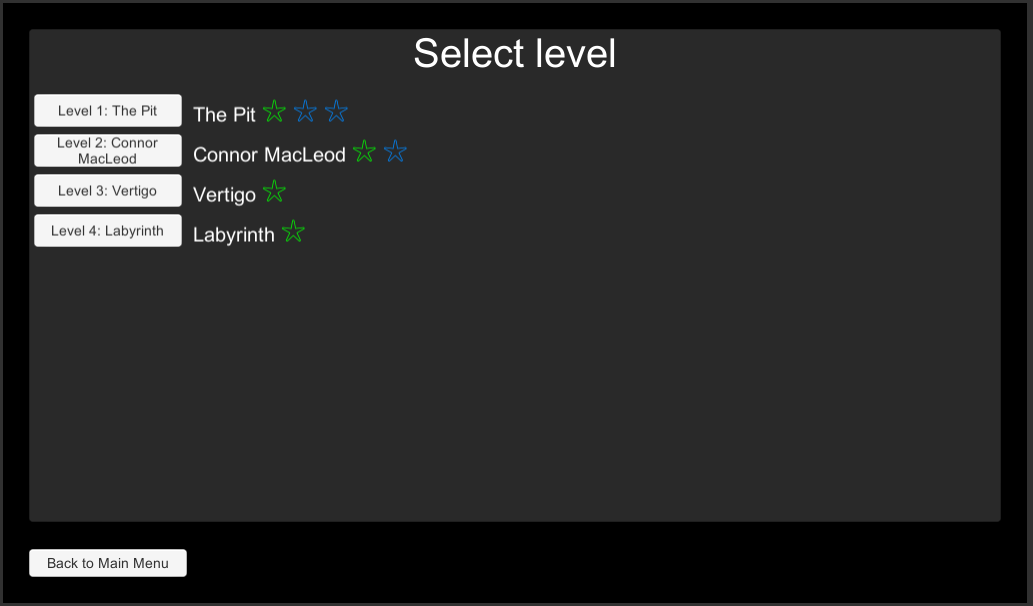 Select level
Level 1: The Pit
The Pit ☆ ☆ ☆
Level 2: Connor
MacLeod
Connor MacLeod ☆ ☆
Level 3: Vertigo
Vertigo ☆
Level 4: Labyrinth
Labyrinth ☆
Back to Main Menu